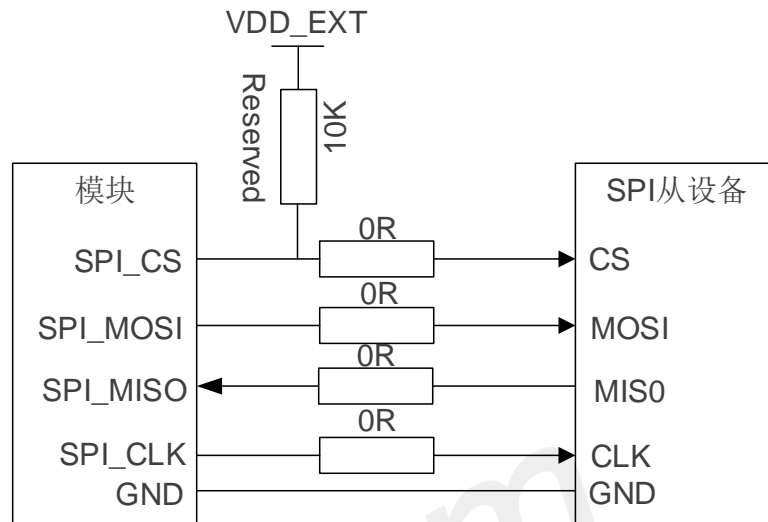 VDD_EXT
Reserved
10K
模块
SPI从设备
0R
SPI_CS
CS
0R
SPI_MOSI
MOSI
0R
SPI_MISO
MIS0
0R
SPI_CLK
CLK
GND
GND